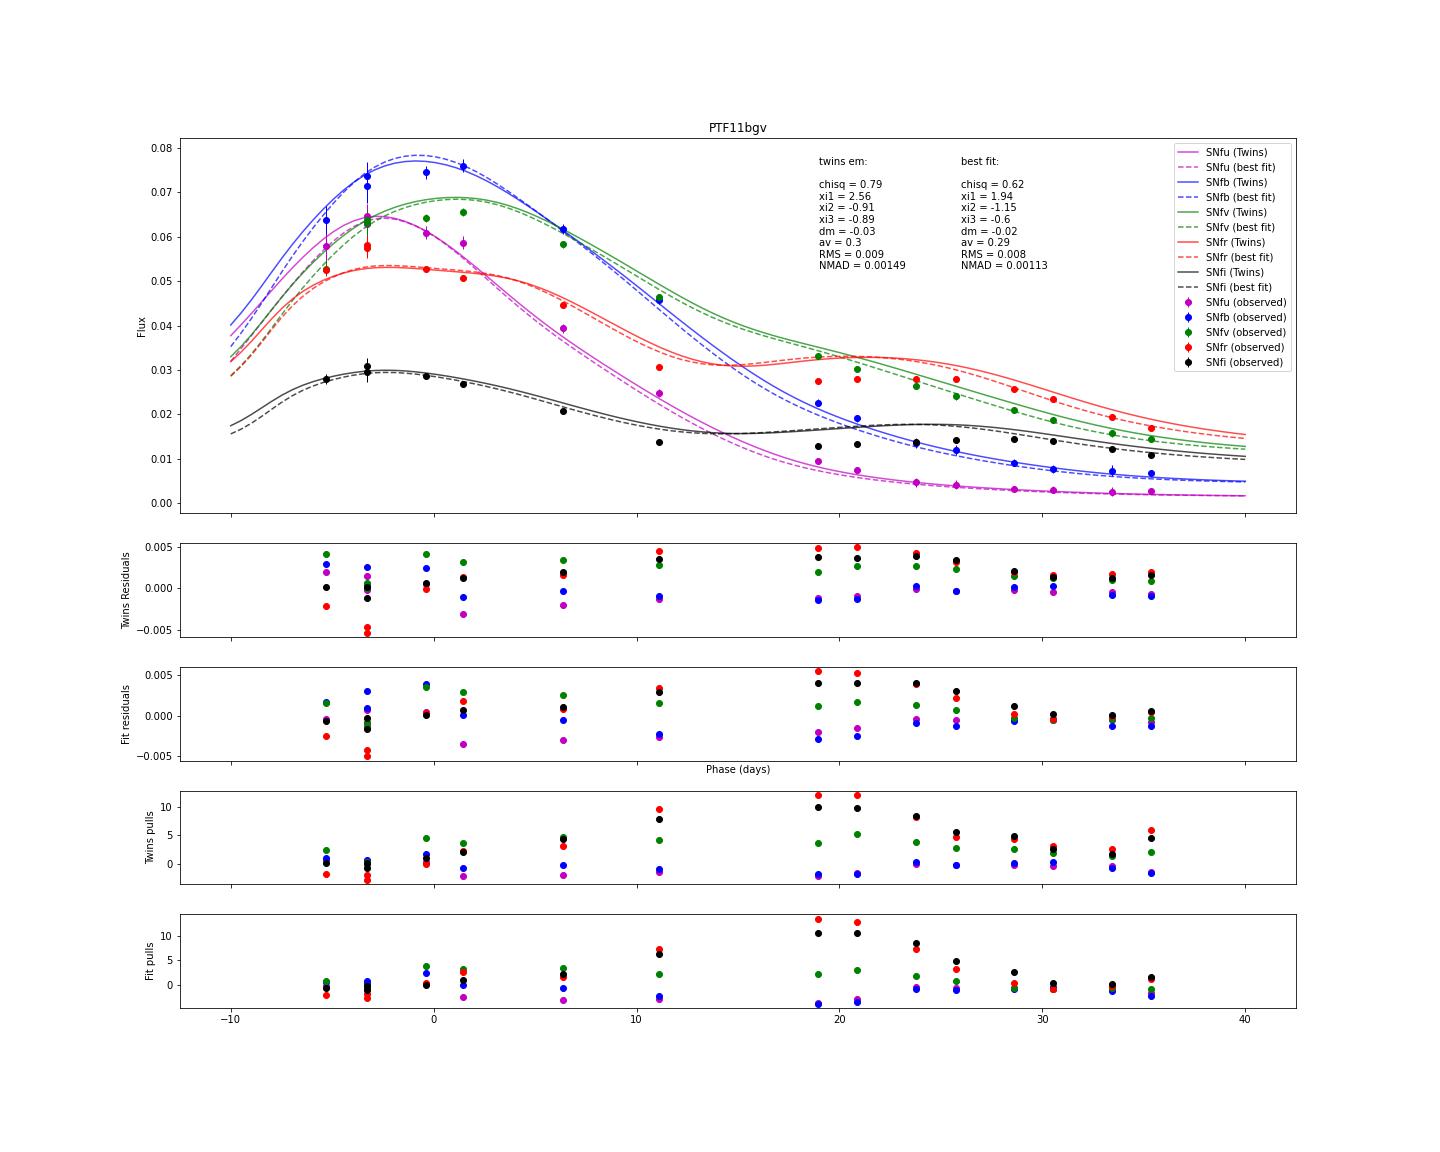 PTF11bgv
0.08
0.07
0.06
0.05
0.04
0.03
0.02
0.01
0.00
Flux
twins em:
chisq = 0.79
xi1 = 2.56
xi2 = -0.91
xi3 = -0.89
dm = -0.03
av = 0.3
RMS = 0.009
NMAD = 0.00149
best fit:
chisq = 0.62
xi1 = 1.94
xi2 = -1.15
xi3 = -0.6
dm = -0.02
av = 0.29
RMS = 0.008
NMAD = 0.00113
SNfu (Twins)
SNfu (best fit)
SNfb (Twins)
SNfb (best fit)
SNfv (Twins)
SNfv (best fit)
SNfr (Twins)
SNfr (best fit)
SNfi (Twins)
SNfi (best fit)
SNfu (observed)
SNfb (observed)
SNfv (observed)
SNfr (observed)
SNfi (observed)
−10
0
10
20
30
40
0.005
0.000
−0.005
Twins Residuals
0.005
0.000
−0.005
Fit residuals
Phase (days)
10
5
0
Twins pulls
10
5
0
Fit pulls
−10
0
10
20
30
40